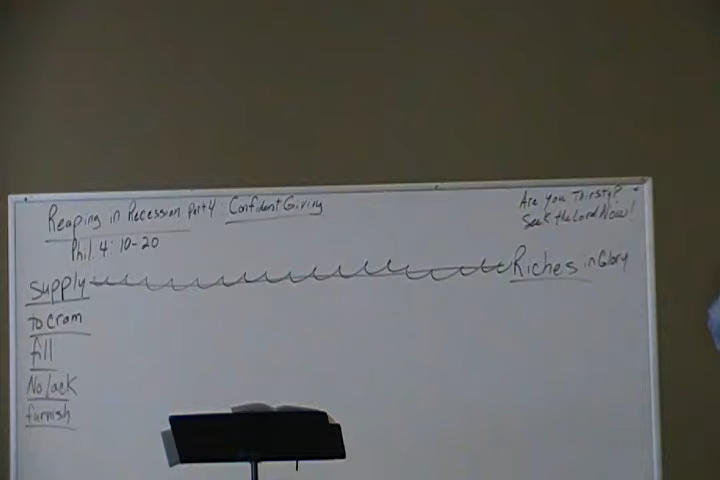 Reaping in Recession Part 4 Confident Giving
Are you Thirsty?
Seek the Lord Now!
Phil. 4:10-20
Supply Riches in Glory
To cram
fill
No lack
furnish